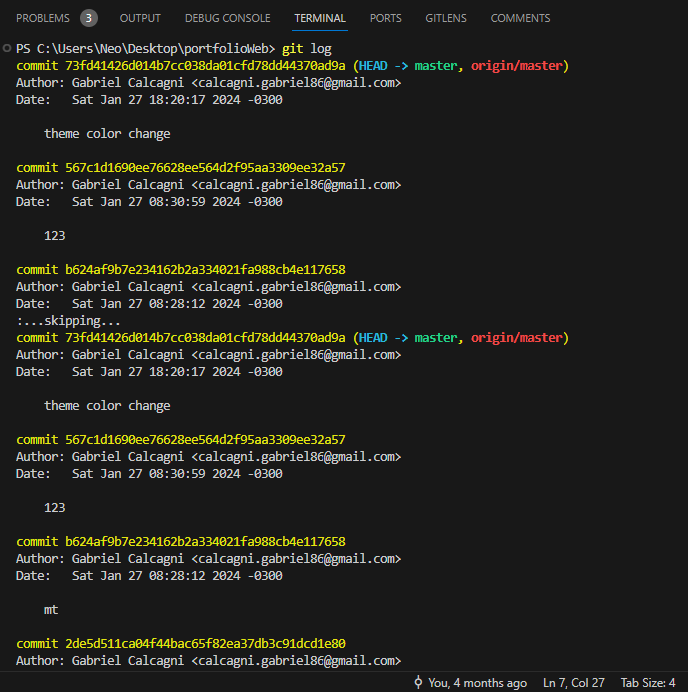 PROBLEMS 3 OUTPUT DEBUG CONSOLE TERMINAL PORTS GITLENS COMMENTS
PS C:\Users\Neo\Desktop\portfolioWeb> git log
commit 73fd41426d014b7cc038da01cfd78dd44370ad9a (HEAD -> master, origin/master)
Author: Gabriel Calcagni <calcagni.gabriel86@gmail.com>
Date:   Sat Jan 27 18:20:17 2024 -0300
    theme color change
commit 567c1d1690ee76628ee564d2f95aa3309ee32a57
Author: Gabriel Calcagni <calcagni.gabriel86@gmail.com>
Date:   Sat Jan 27 08:30:59 2024 -0300
    123
commit b624af9b7e234162b2a334021fa988cb4e117658
Author: Gabriel Calcagni <calcagni.gabriel86@gmail.com>
Date:   Sat Jan 27 08:28:12 2024 -0300
:...skipping...
commit 73fd41426d014b7cc038da01cfd78dd44370ad9a (HEAD -> master, origin/master)
Author: Gabriel Calcagni <calcagni.gabriel86@gmail.com>
Date:   Sat Jan 27 18:20:17 2024 -0300
    theme color change
commit 567c1d1690ee76628ee564d2f95aa3309ee32a57
Author: Gabriel Calcagni <calcagni.gabriel86@gmail.com>
Date:   Sat Jan 27 08:30:59 2024 -0300
    123
commit b624af9b7e234162b2a334021fa988cb4e117658
Author: Gabriel Calcagni <calcagni.gabriel86@gmail.com>
Date:   Sat Jan 27 08:28:12 2024 -0300
    mt
commit 2de5d511ca04f44bac65f82ea37db3c91dcd1e80
Author: Gabriel Calcagni <calcagni.gabriel86@gmail.com>
You, 4 months ago Ln 7, Col 27 Tab Size: 4